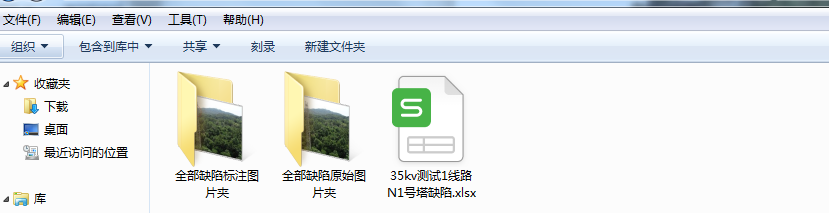 文件(F) 编辑(E) 查看(V) 工具(T) 帮助(H)
组织 包含到库中 共享 刻录 新建文件夹
收藏夹
下载
桌面
最近访问的位置
库
全部缺陷标注图
片夹
全部缺陷原始图
片夹
S
35kv测试1线路
N1号塔缺陷.xlsx